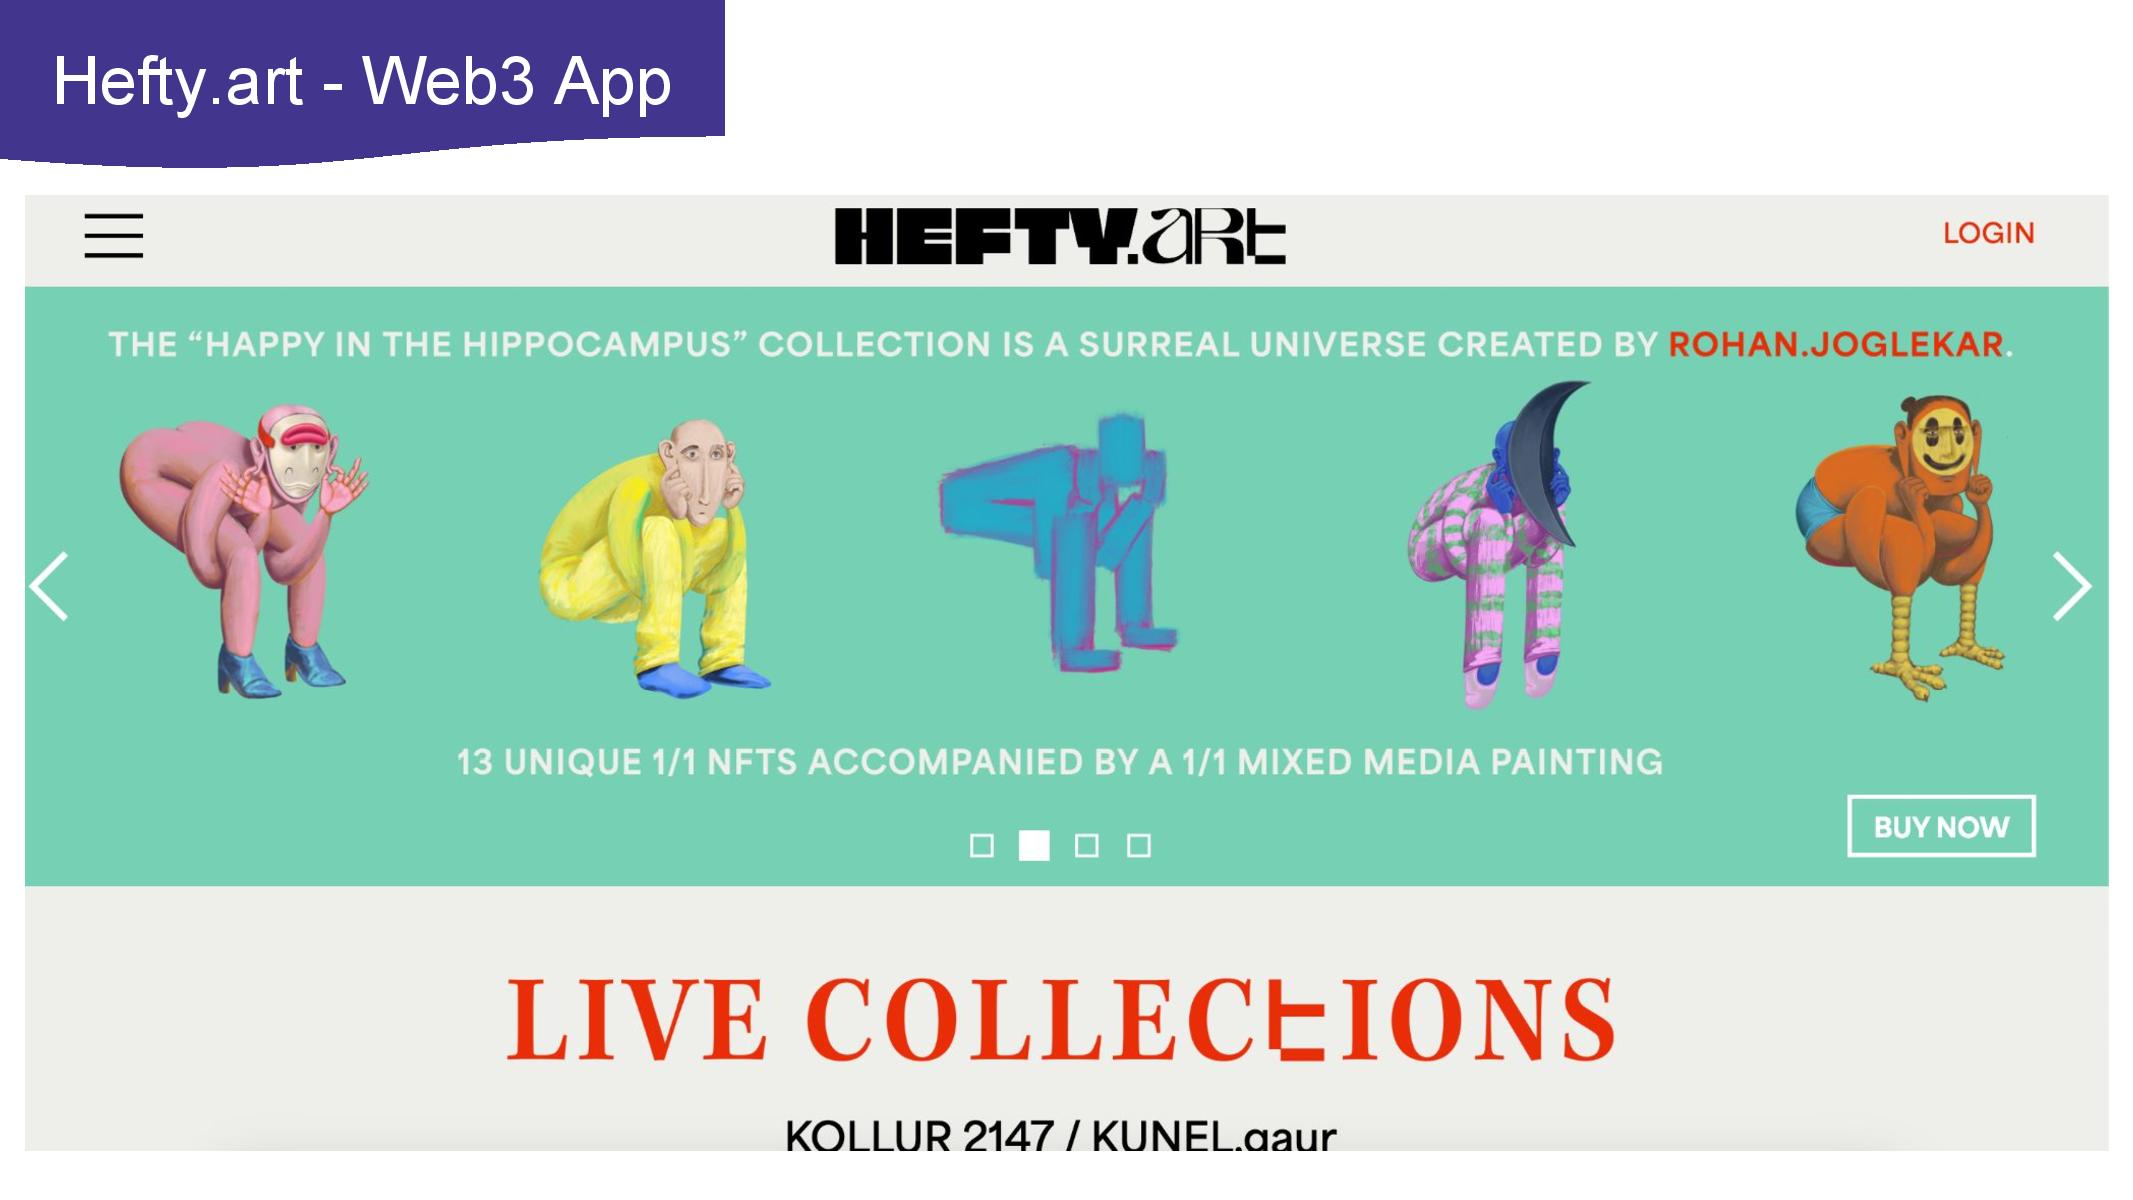 Hefty.art - Web3 App
HEFTY.aRt
LOGIN
THE “HAPPY IN THE HIPPOCAMPUS” COLLECTION IS A SURREAL UNIVERSE CREATED BY ROHAN.JOGLEKAR.
13 UNIQUE 1/1 NFTS ACCOMPANIED BY A 1/1 MIXED MEDIA PAINTING
BUY NOW
LIVE COLLECtIONS
KOLLUR 2147 / KUNEL.gaur